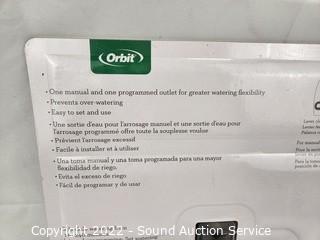 Orbit
• One manual and one programmed outlet for greater watering flexibility
• Prevents over-watering
• Easy to set and use
• Une sortie d'eau pour l'arrosage manuel et une sortie d'eau pour
l'arrosage programmé offre toute la souplesse voulue
• Prévient l'arrosage excessif
• Facile à installer et à utiliser
• Una toma manual y una toma programada para una mayor
flexibilidad de riego.
• Evita el exceso de riego
• Fácil de programar y de usar
Copyright 2022 - Sound Auction Service